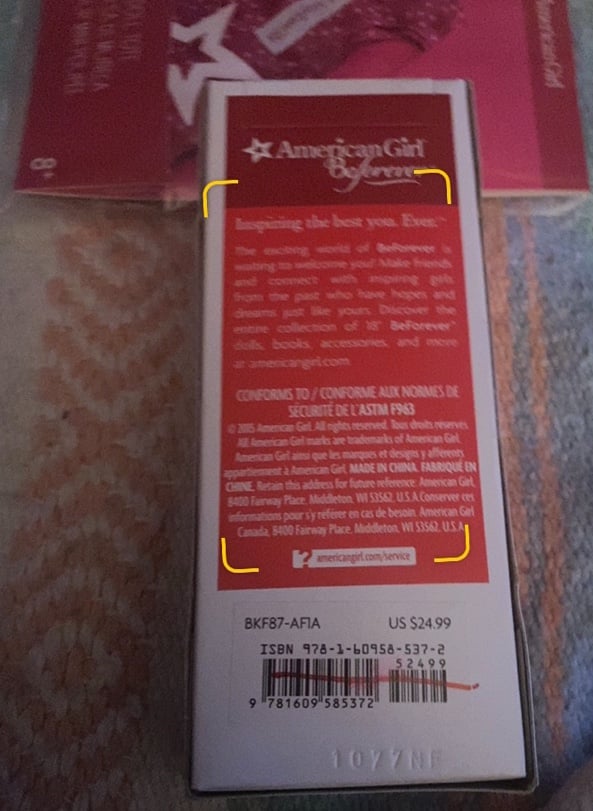 8+
American Girl
BeForever
Inspiring the best you. Ever.™
The exciting world of BeForever is
waiting to welcome you! Make friends
and connect with inspiring girls
from the past who have hopes and
dreams just like yours. Discover the
entire collection of 18" BeForever™
dolls, books, accessories, and more
at americangirl.com
CONFORMS TO / CONFORME AUX NORMES DE
SÉCURITÉ DE L'ASTM F963
© 2015 American Girl. All rights reserved. Tous droits réservés.
All American Girl marks are trademarks of American Girl.
American Girl ainsi que les marques et designs y afférents
appartiennent à American Girl. MADE IN CHINA. FABRIQUÉ EN
CHINE. Retain this address for future reference: American Girl,
8400 Fairway Place, Middleton, WI 53562, U.S.A. Conserver ces
informations pour s'y référer en cas de besoin. American Girl
Canada, 8400 Fairway Place, Middleton, WI 53562, U.S.A.
? americangirl.com/service
BKF87-AF1A US $24.99
ISBN 978-1-60958-537-2
52499
9 781609 585372
1077NF